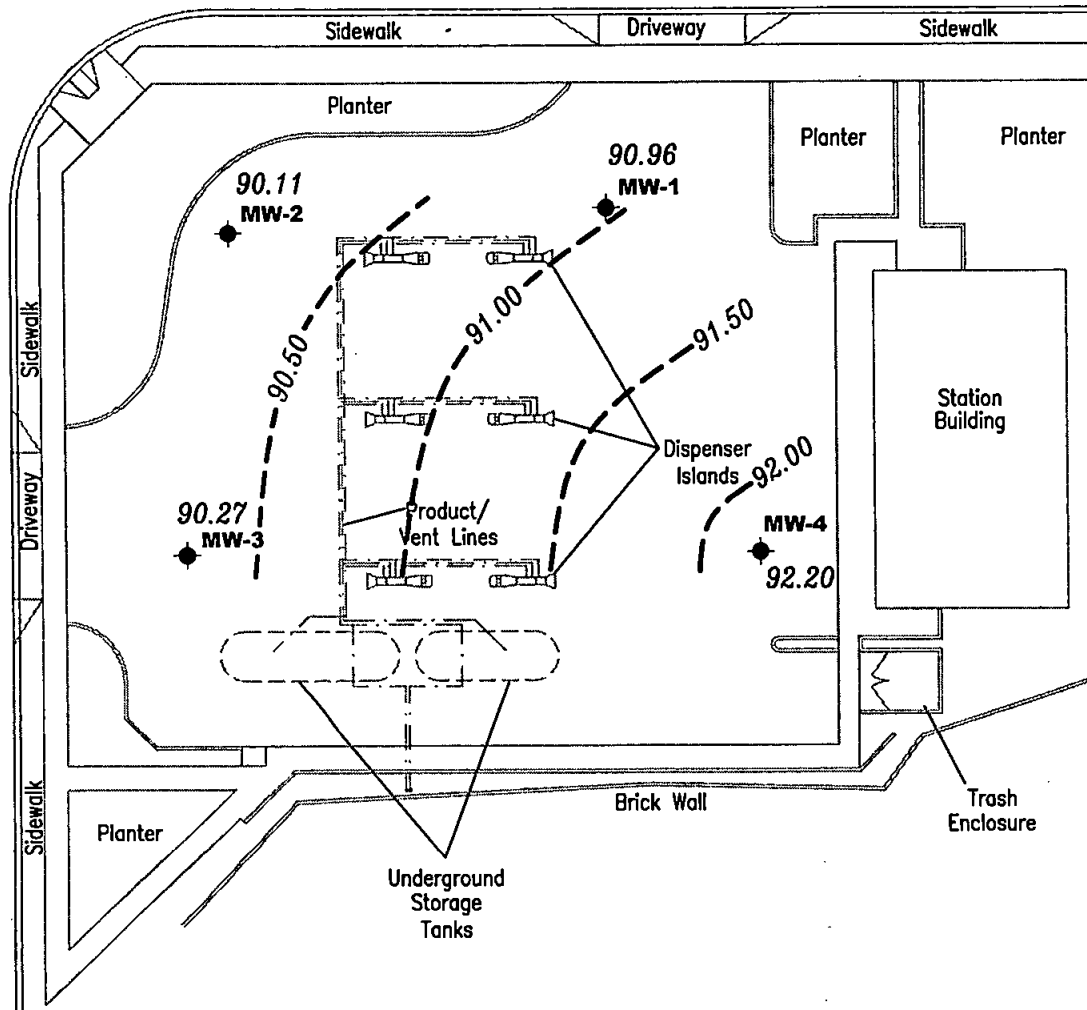 Sidewalk
Driveway
Sidewalk
Planter
Planter
Planter
90.11
MW-2
90.96
MW-1
Sidewalk
90.50
91.00
91.50
Station
Building
Dispenser
Islands
92.00
Driveway
90.27
MW-3
Product/
Vent Lines
MW-4
92.20
Sidewalk
Planter
Brick Wall
Trash
Enclosure
Underground
Storage
Tanks